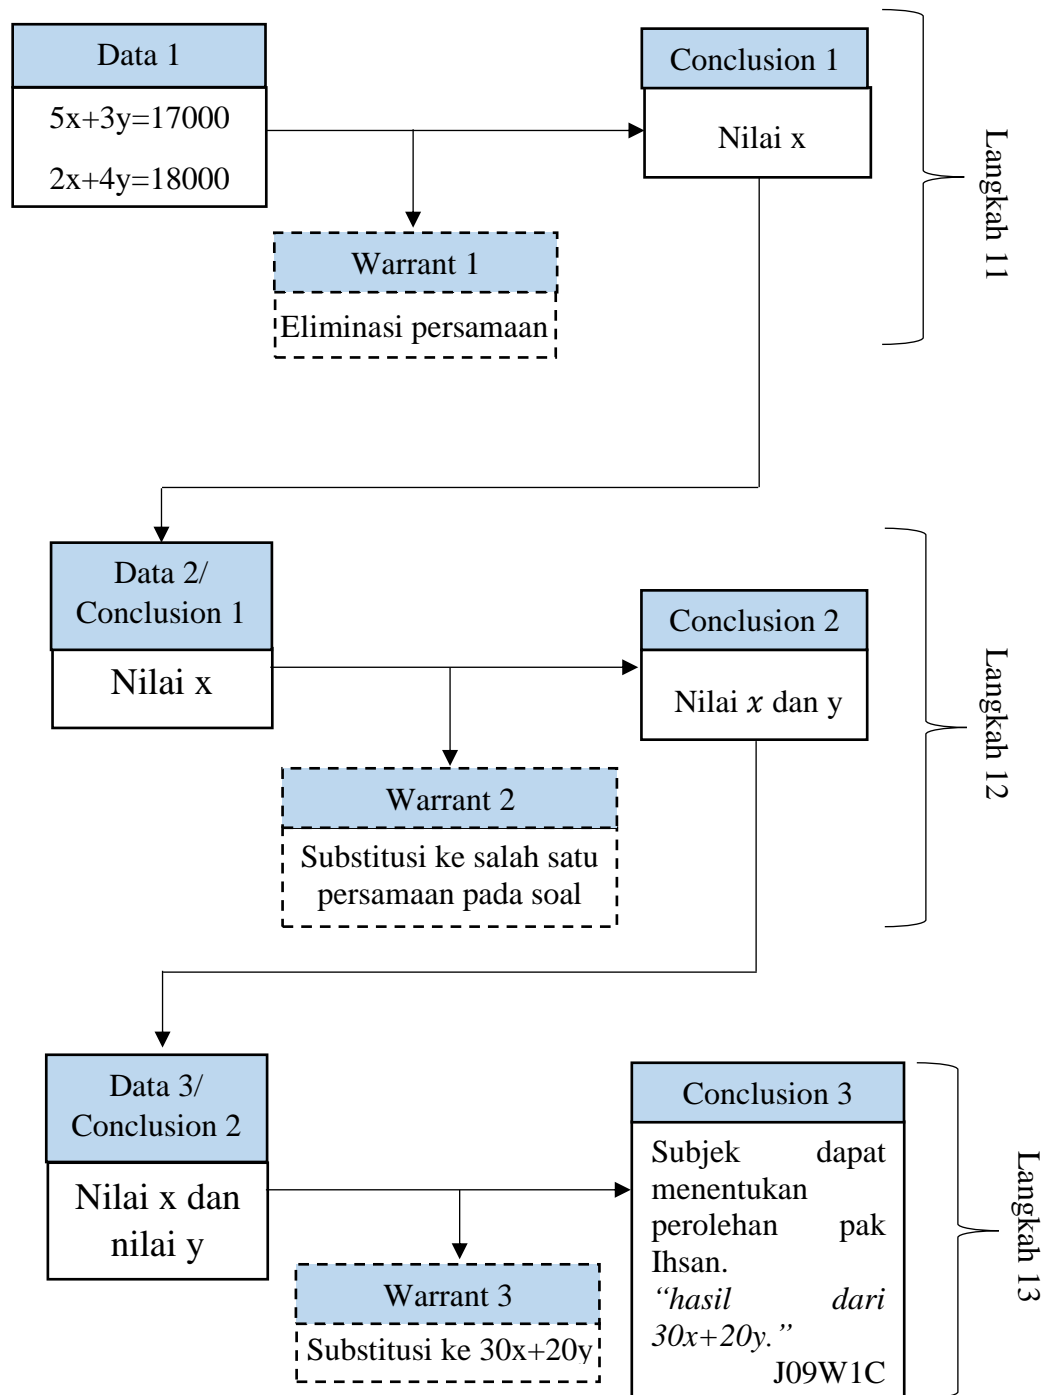 Data 1
5x+3y=17000
2x+4y=18000
Conclusion 1
Nilai x
Warrant 1
Eliminasi persamaan
Langkah 11
Data 2/
Conclusion 1
Nilai x
Conclusion 2
Nilai x dan y
Warrant 2
Substitusi ke salah satu
persamaan pada soal
Langkah 12
Data 3/
Conclusion 2
Nilai x dan
nilai y
Conclusion 3
Subjek dapat
menentukan
perolehan pak
Ihsan.
“hasil dari
30x+20y.”
J09W1C
Warrant 3
Substitusi ke 30x+20y
Langkah 13